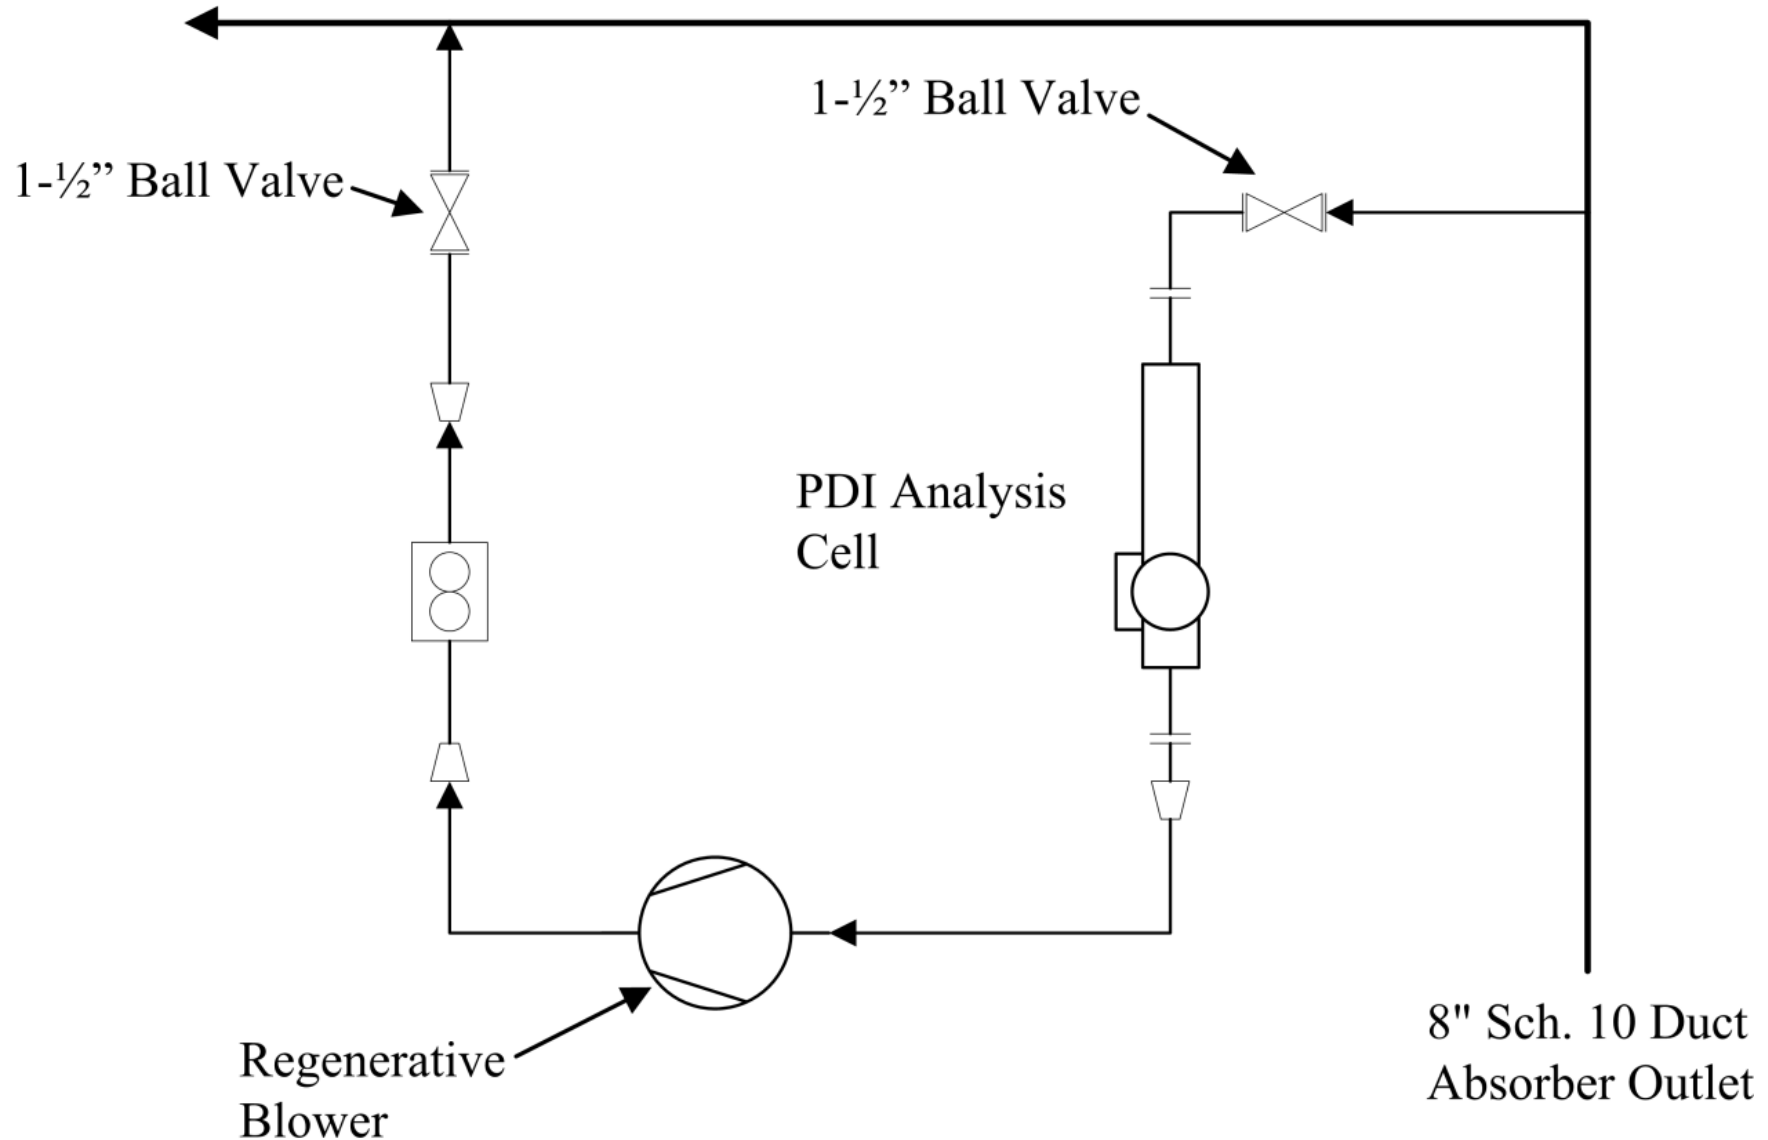 1-½” Ball Valve
1-½” Ball Valve
PDI Analysis
Cell
Regenerative
Blower
8" Sch. 10 Duct
Absorber Outlet